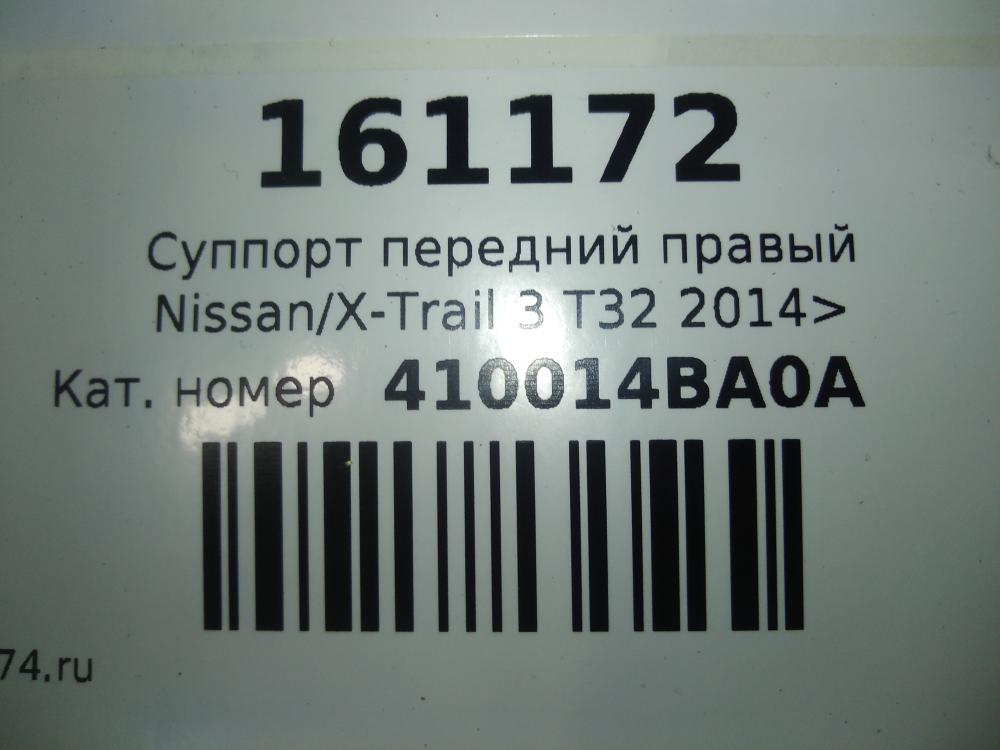 161172
Суппорт передний правый
Nissan/X-Trail 3 T32 2014>
Кат. номер 410014BA0A
74.ru